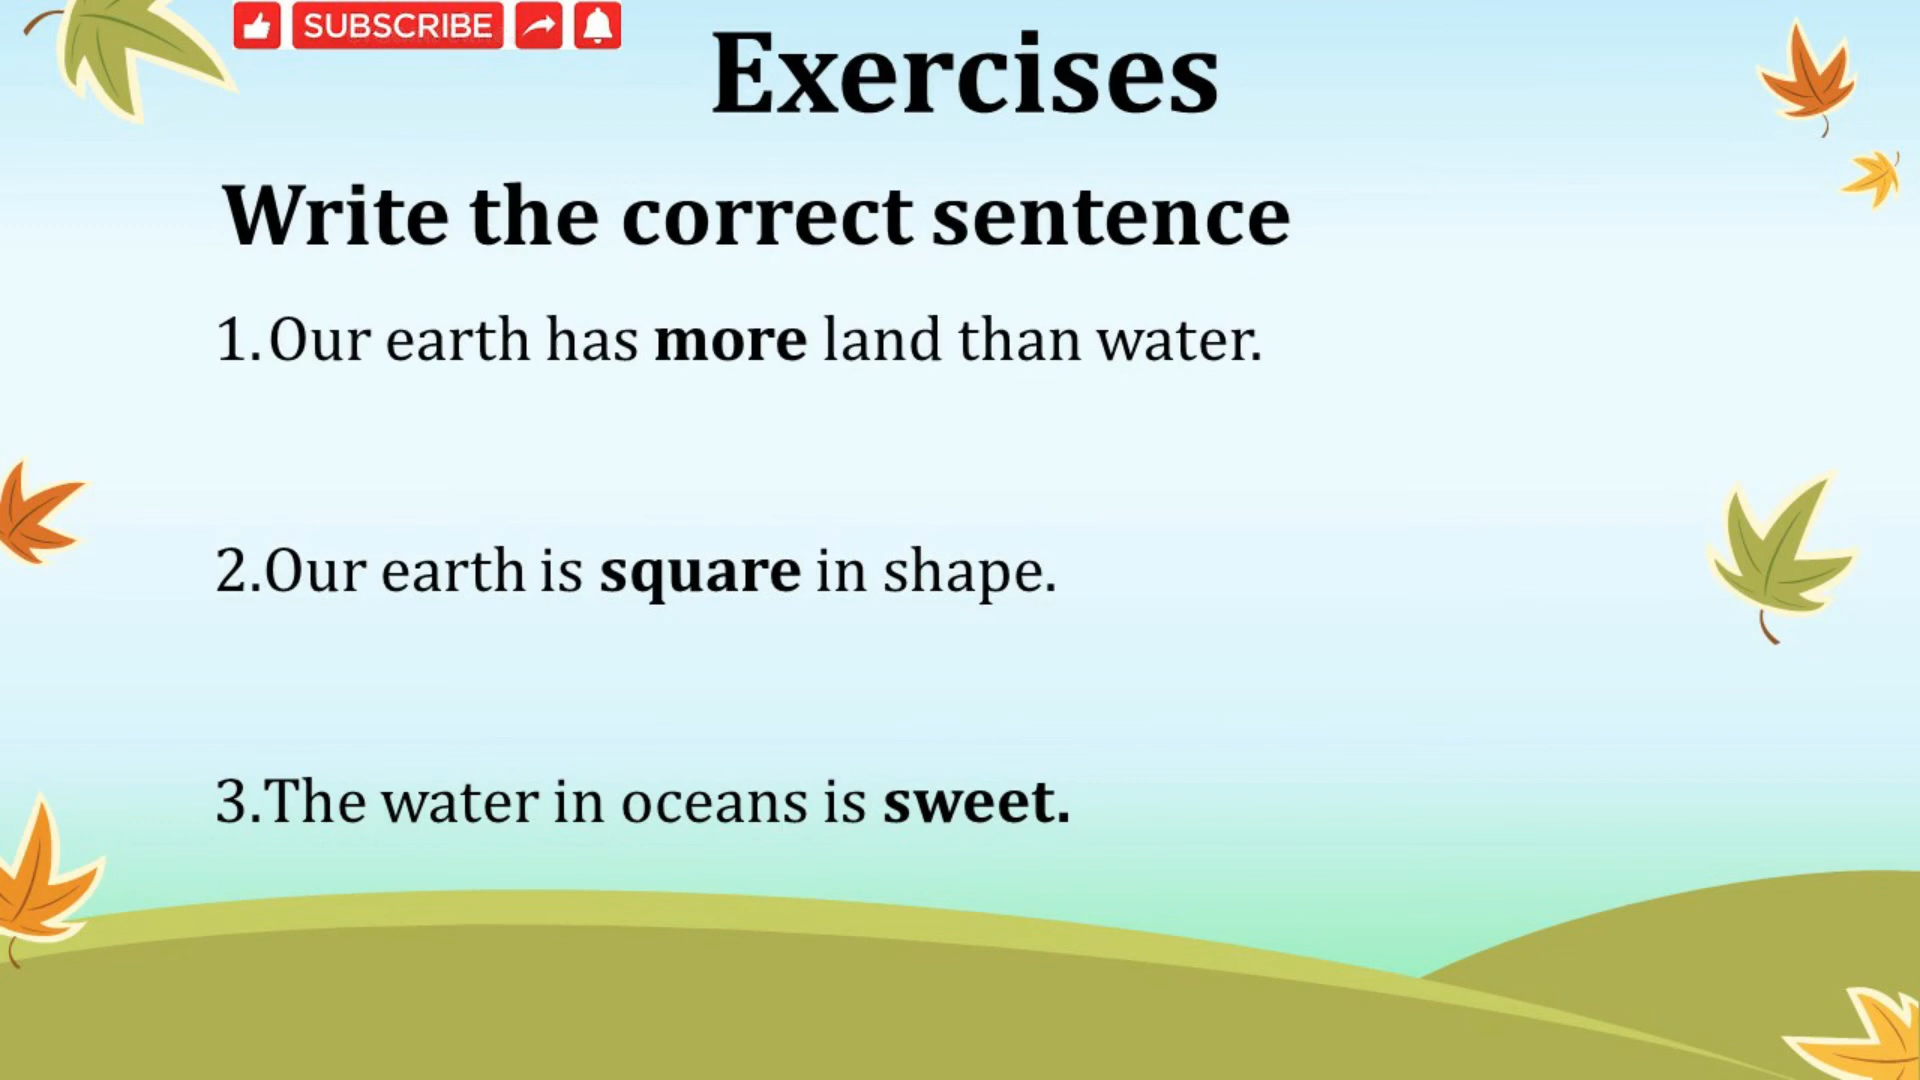 SUBSCRIBE
Exercises
Write the correct sentence
1.Our earth has more land than water.
2.Our earth is square in shape.
3.The water in oceans is sweet.